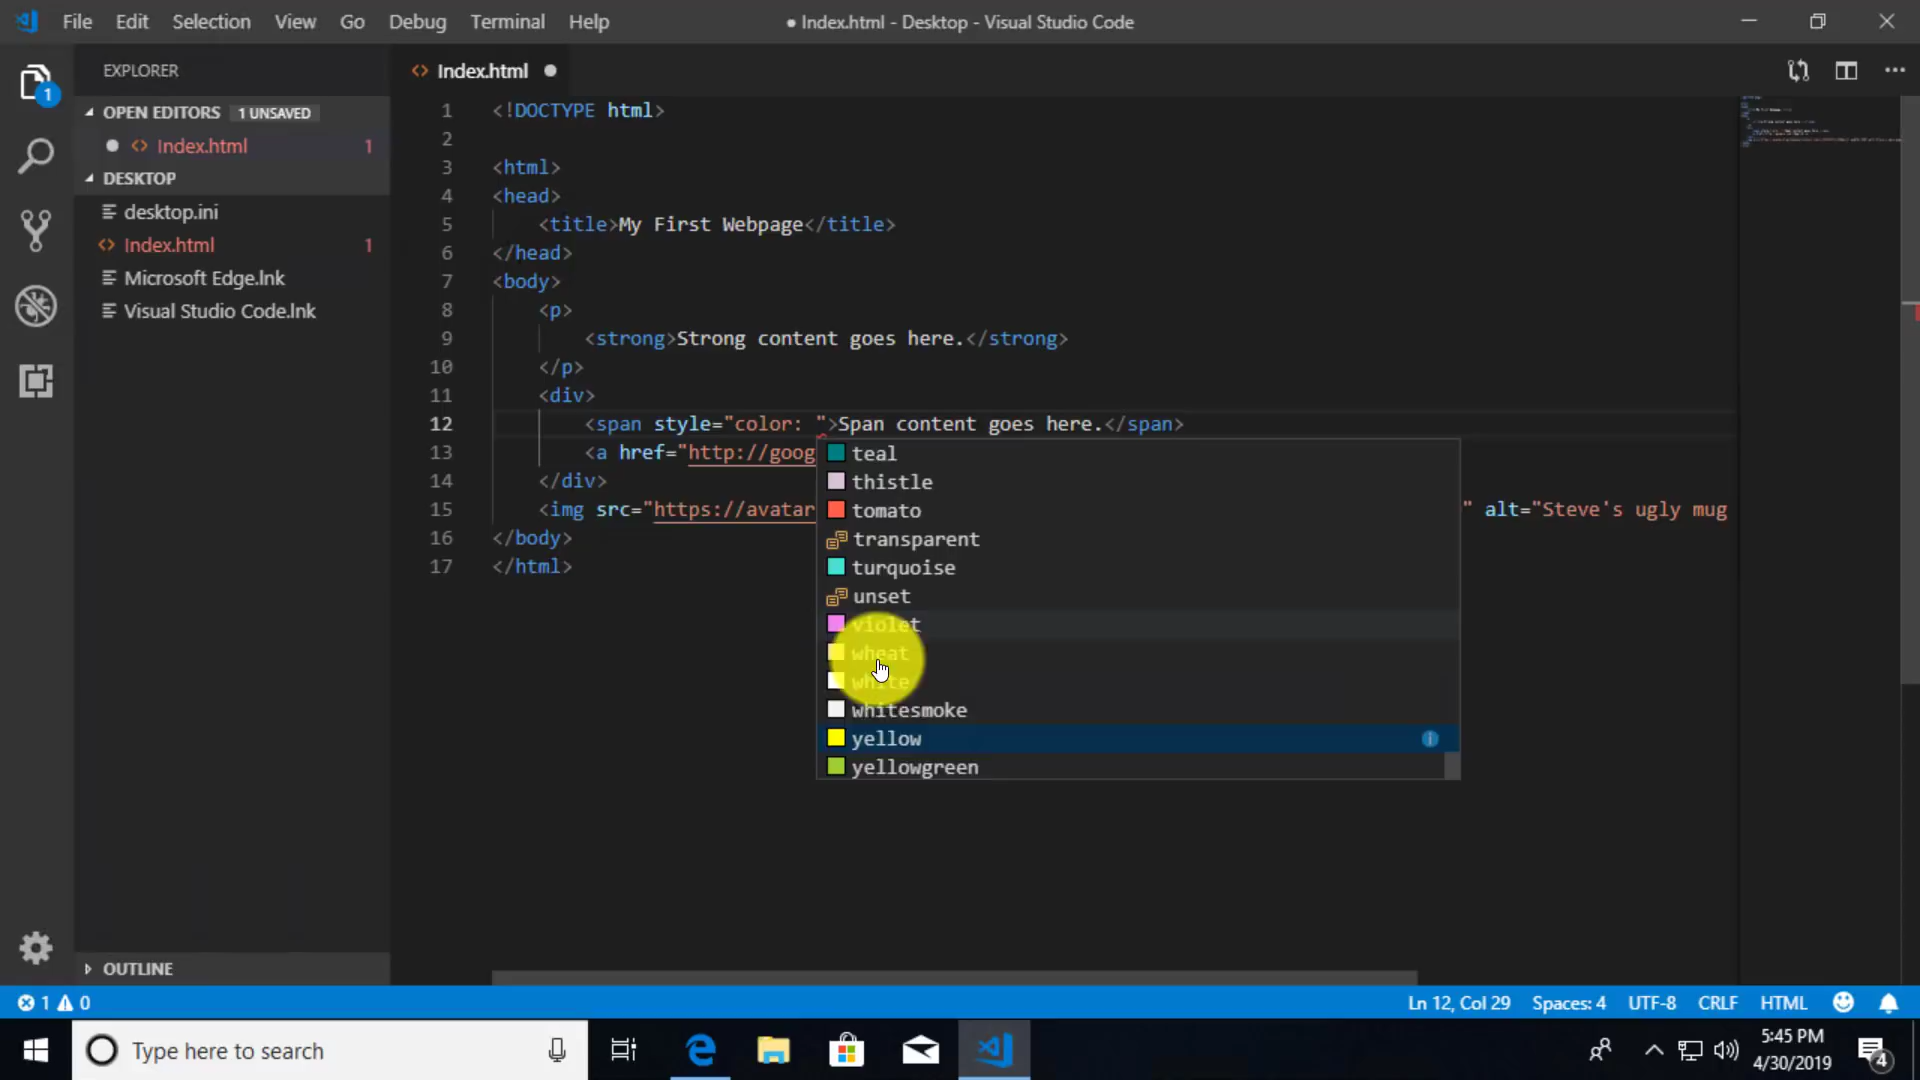 File Edit Selection View Go Debug Terminal Help
● Index.html - Desktop - Visual Studio Code
EXPLORER
OPEN EDITORS 1 UNSAVED
Index.html 1
DESKTOP
desktop.ini
Index.html 1
Microsoft Edge.lnk
Visual Studio Code.lnk
OUTLINE
1
<> Index.html ●
1 <!DOCTYPE html>
2
3 <html>
4 <head>
5 <title>My First Webpage</title>
6 </head>
7 <body>
8 <p>
9 <strong>Strong content goes here.</strong>
10 </p>
11 <div>
12 <span style="color: ">Span content goes here.</span>
13 <a href="http://goog
14 </div>
15 <img src="https://avatar " alt="Steve's ugly mug
16 </body>
17 </html>
teal
thistle
tomato
transparent
turquoise
unset
violet
wheat
white
whitesmoke
yellow
yellowgreen
1 0 Ln 12, Col 29 Spaces: 4 UTF-8 CRLF HTML
Type here to search
5:45 PM
4/30/2019
4